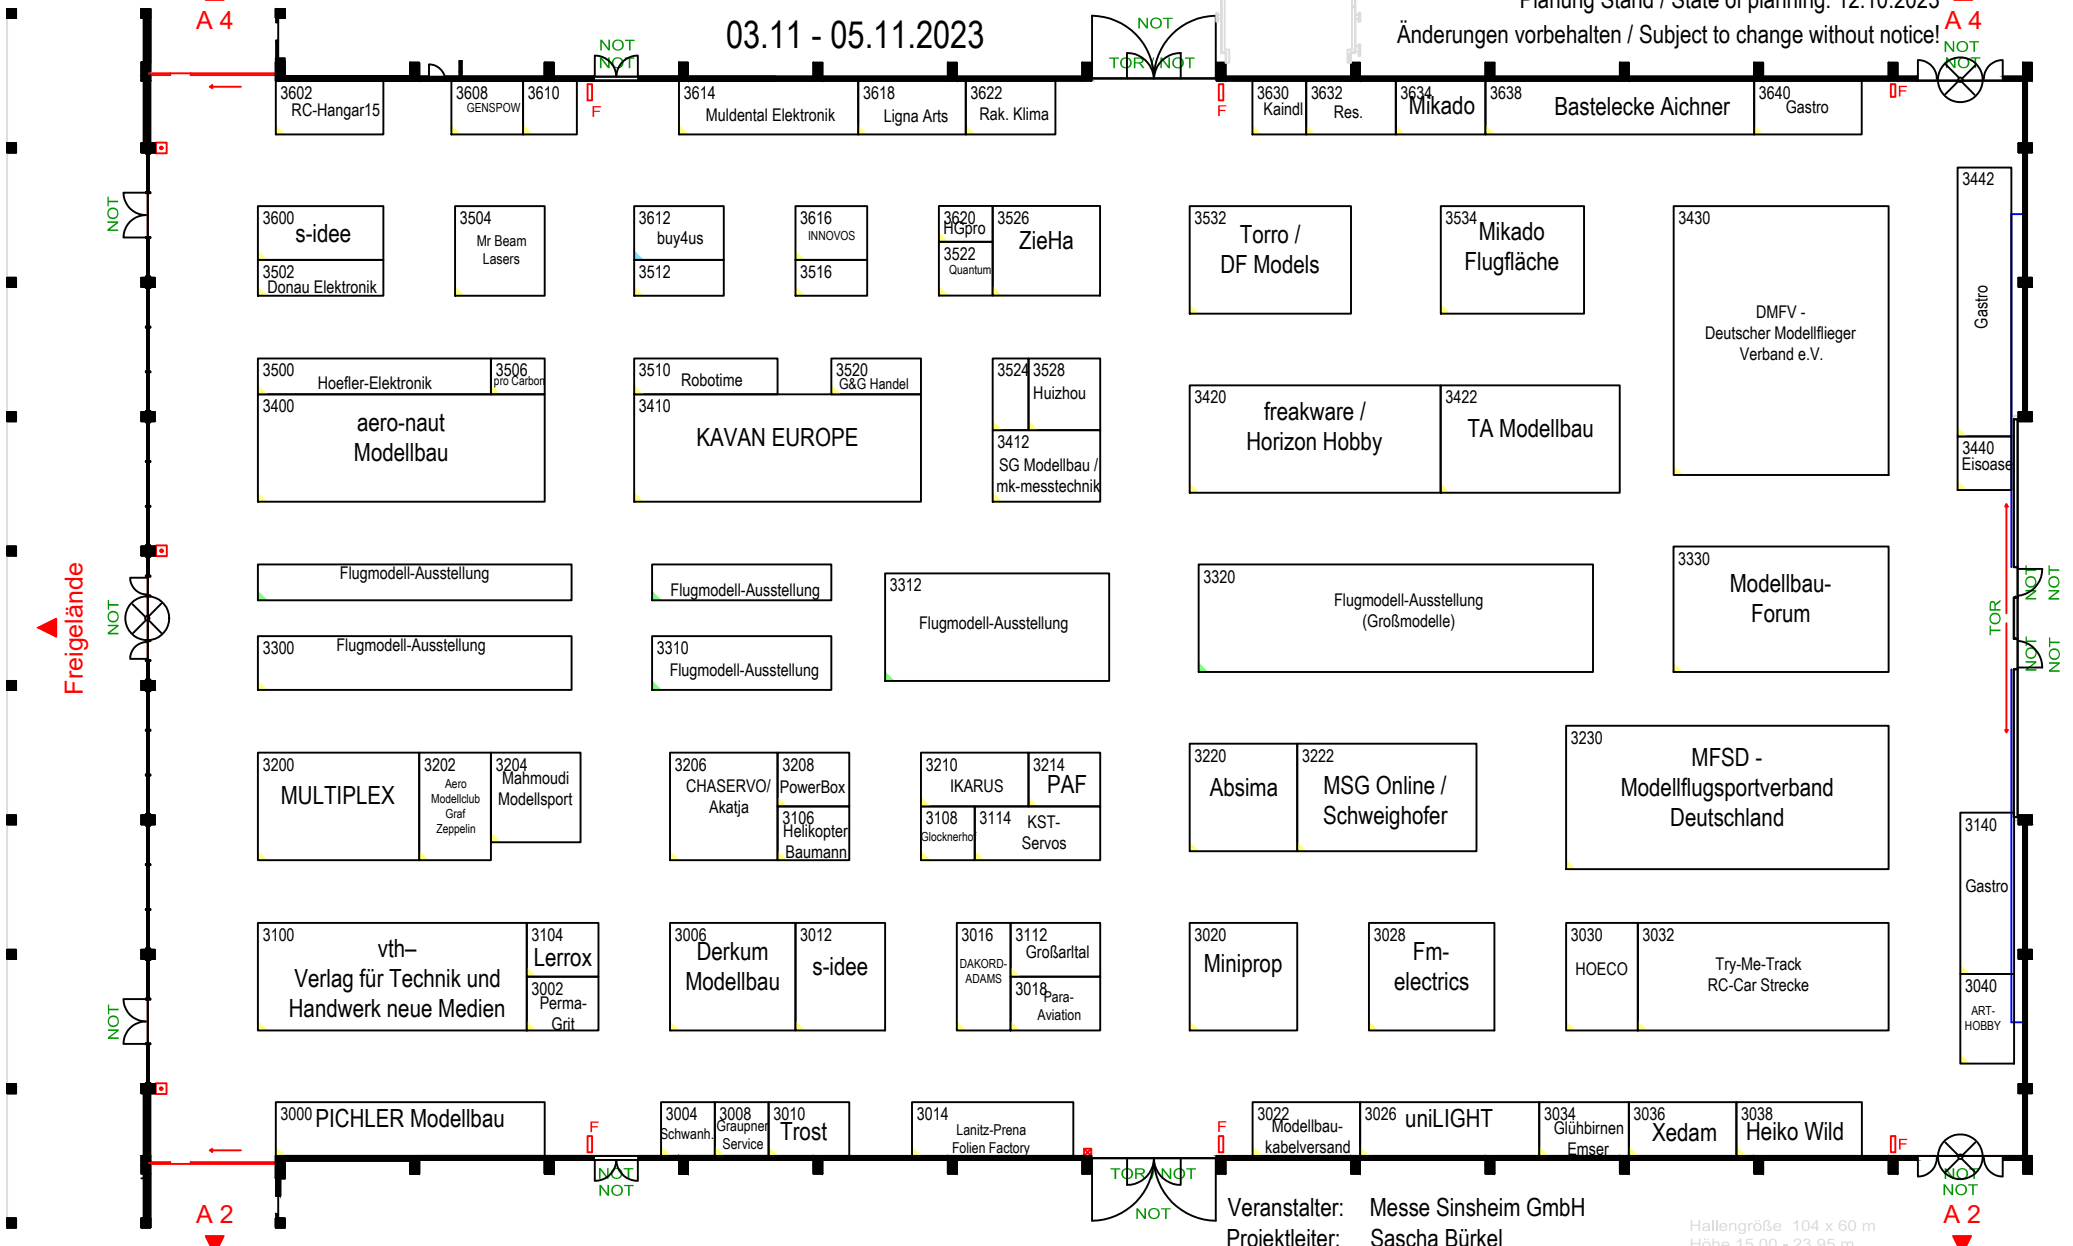 Planung Stand / State of planning: 12.10.2023
A 4
03.11 - 05.11.2023
NOT
A 4
Änderungen vorbehalten / Subject to change without notice!
NOT
NOT
TOR
NOT
NOT
NOT
3602
RC-Hangar15
3608
GENSPOW
3610
F
3614
Muldental Elektronik
3618
Ligna Arts
3622
Rak. Klima
F
3630
Kaindl
3632
Res.
3634
Mikado
3638
Bastelecke Aichner
3640
Gastro
F
NOT
3600
s-idee
3502
Donau Elektronik
3504
Mr Beam
Lasers
3612
buy4us
3512
3616
INNOVOS
3516
3620
HGpro
3522
Quantum
3526
ZieHa
3532
Torro /
DF Models
3534
Mikado
Flugfläche
3430
DMFV -
Deutscher Modellflieger
Verband e.V.
3442
Gastro
3440
Eisoase
3500
Hoefler-Elektronik
3506
pro Carbon
3400
aero-naut
Modellbau
3510
Robotime
3520
G&G Handel
3410
KAVAN EUROPE
3524
3528
Huizhou
3412
SG Modellbau /
mk-messtechnik
3420
freakware /
Horizon Hobby
3422
TA Modellbau
Freigelände
NOT
Flugmodell-Ausstellung
3300
Flugmodell-Ausstellung
Flugmodell-Ausstellung
3310
Flugmodell-Ausstellung
3312
Flugmodell-Ausstellung
3320
Flugmodell-Ausstellung
(Großmodelle)
3330
Modellbau-
Forum
TOR
NOT
NOT
NOT
NOT
3200
MULTIPLEX
3202
Aero
Modellclub
Graf
Zeppelin
3204
Mahmoudi
Modellsport
3206
CHASERVO/
Akatja
3208
PowerBox
3106
Helikopter
Baumann
3210
IKARUS
3214
PAF
3108
Glocknerhof
3114
KST-
Servos
3220
Absima
3222
MSG Online /
Schweighofer
3230
MFSD -
Modellflugsportverband
Deutschland
3140
Gastro
3040
ART-
HOBBY
NOT
3100
vth–
Verlag für Technik und
Handwerk neue Medien
3104
Lerrox
3002
Perma-
Grit
3006
Derkum
Modellbau
3012
s-idee
3016
DAKORD-
ADAMS
3112
Großarltal
3018
Para-
Aviation
3020
Miniprop
3028
Fm-
electrics
3030
HOECO
3032
Try-Me-Track
RC-Car Strecke
3000
PICHLER Modellbau
F
3004
Schwanh.
3008
Graupner
Service
3010
Trost
3014
Lanitz-Prena
Folien Factory
F
3022
Modellbau-
kabelversand
3026
uniLIGHT
3034
Glühbirnen
Emser
3036
Xedam
3038
Heiko Wild
F
NOT
NOT
TOR
NOT
NOT
NOT
NOT
A 2
A 2
Veranstalter: Messe Sinsheim GmbH
Projektleiter: Sascha Bürkel
Hallengröße 104 x 60 m
Höhe 15,00 - 23,95 m